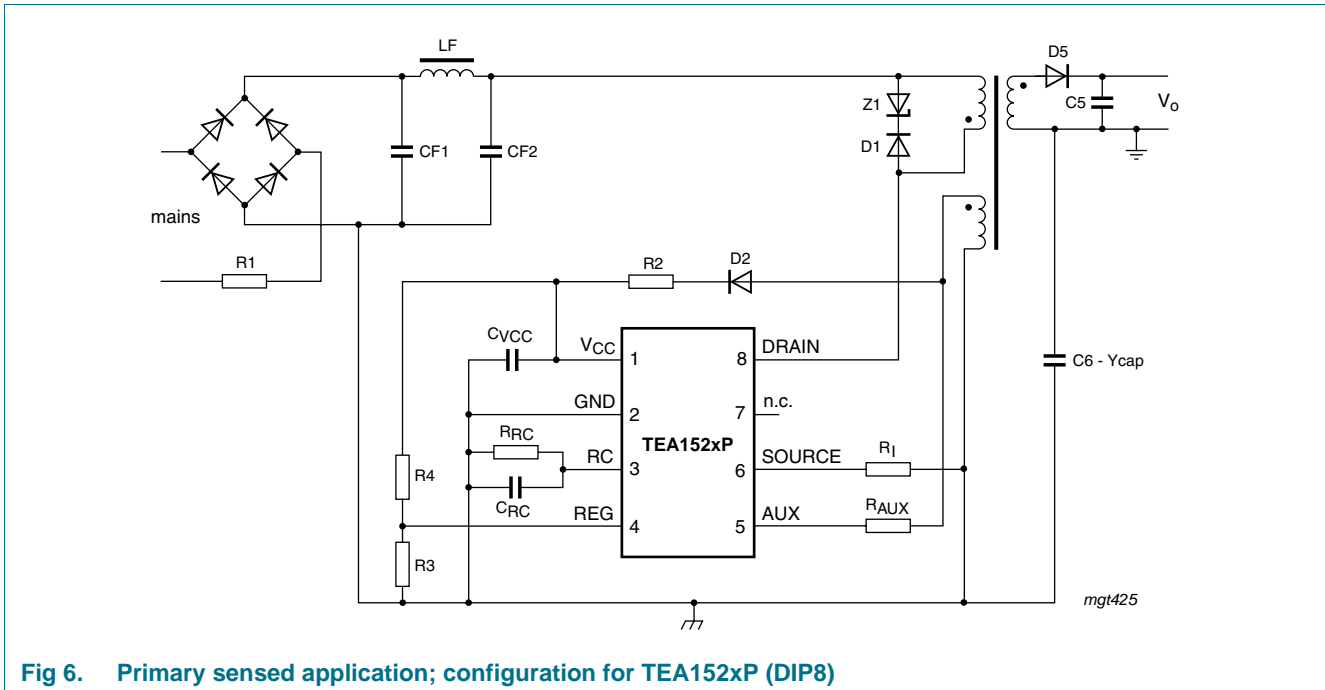 LF
D5
Z1
C5
Vo
CF1
CF2
D1
mains
R1
R2
D2
CVCC
VCC
1
8
DRAIN
C6 - Ycap
GND
2
7
n.c.
TEA152xP
RRC
RC
3
6
SOURCE
RI
R4
CRC
REG
4
5
AUX
RAUX
R3
mgt425
Fig 6. Primary sensed application; configuration for TEA152xP (DIP8)